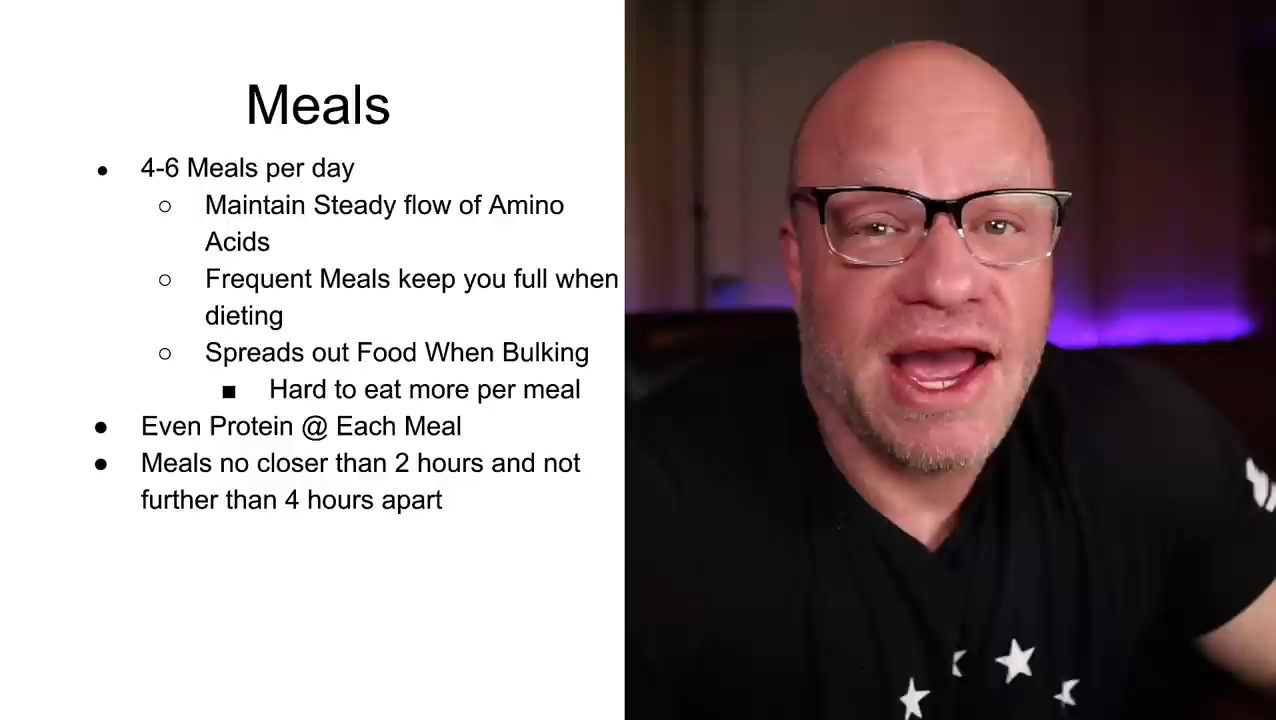 Meals
● 4-6 Meals per day
○ Maintain Steady flow of Amino
Acids
○ Frequent Meals keep you full when
dieting
○ Spreads out Food When Bulking
■ Hard to eat more per meal
● Even Protein @ Each Meal
● Meals no closer than 2 hours and not
further than 4 hours apart